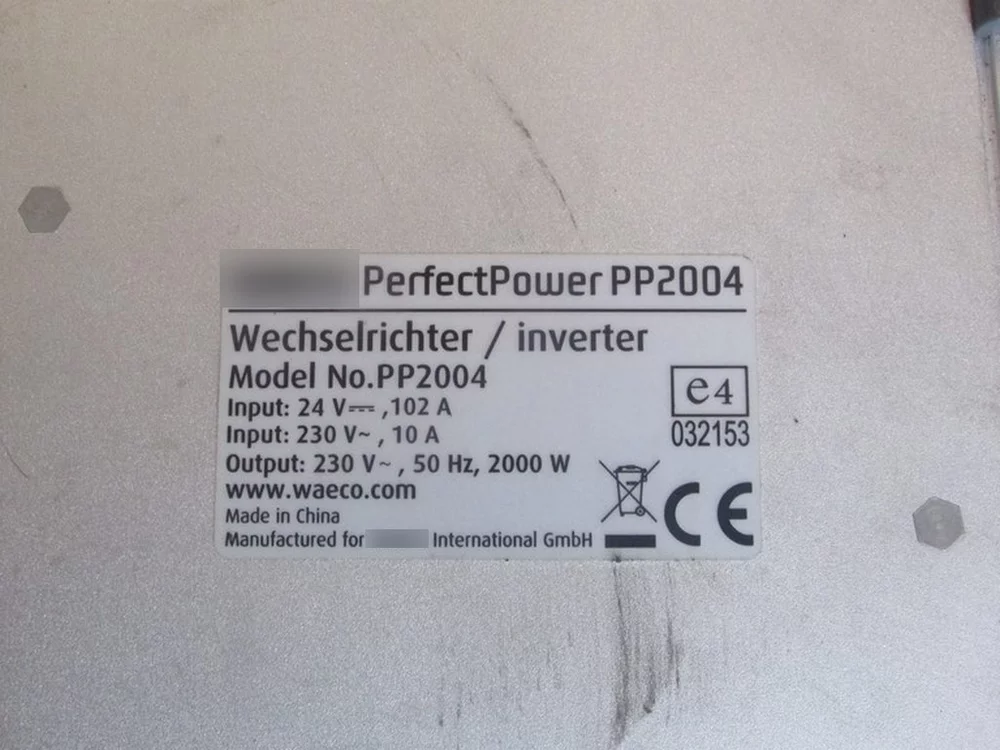 PerfectPower PP2004
Wechselrichter / inverter
Model No.PP2004
Input: 24 V⎓ ,102 A
Input: 230 V~ , 10 A
Output: 230 V~ , 50 Hz, 2000 W
www.waeco.com
Made in China
Manufactured for International GmbH
e4
032153
CE